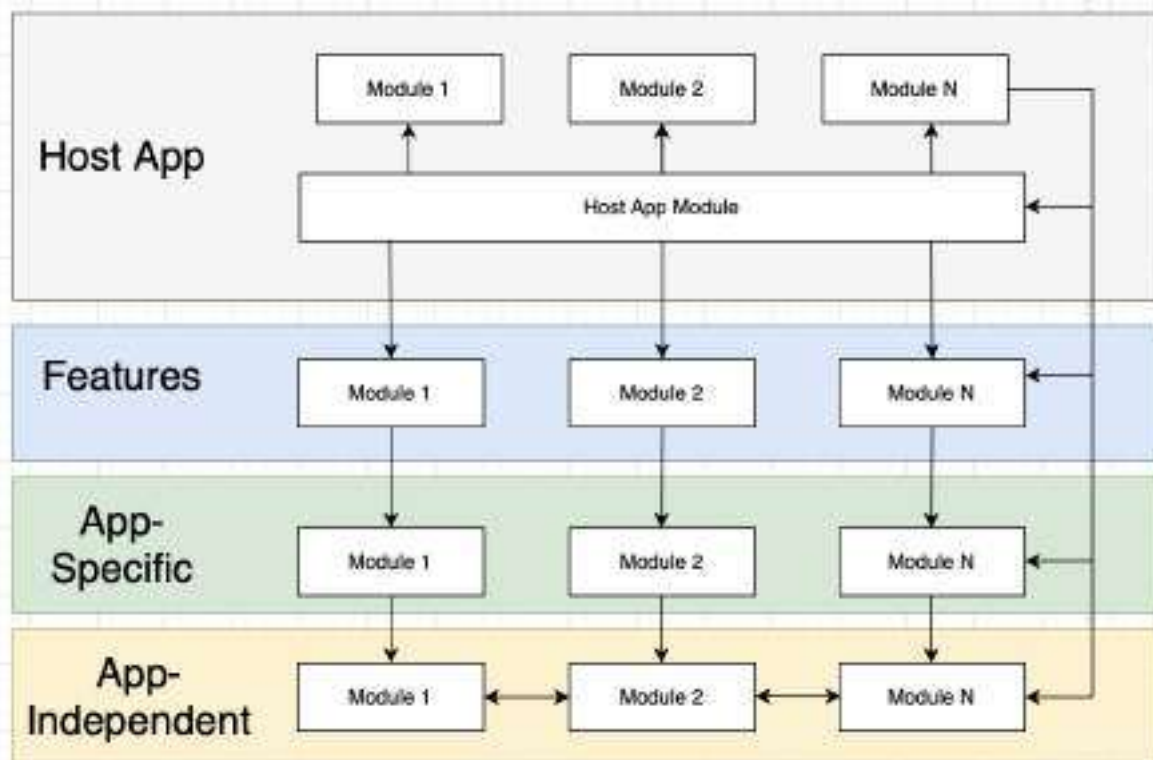 Module 1
Module 2
Module N
Host App
Host App Module
Features
Module 1
Module 2
Module N
App-
Specific
Module 1
Module 2
Module N
App-
Independent
Module 1
Module 2
Module N